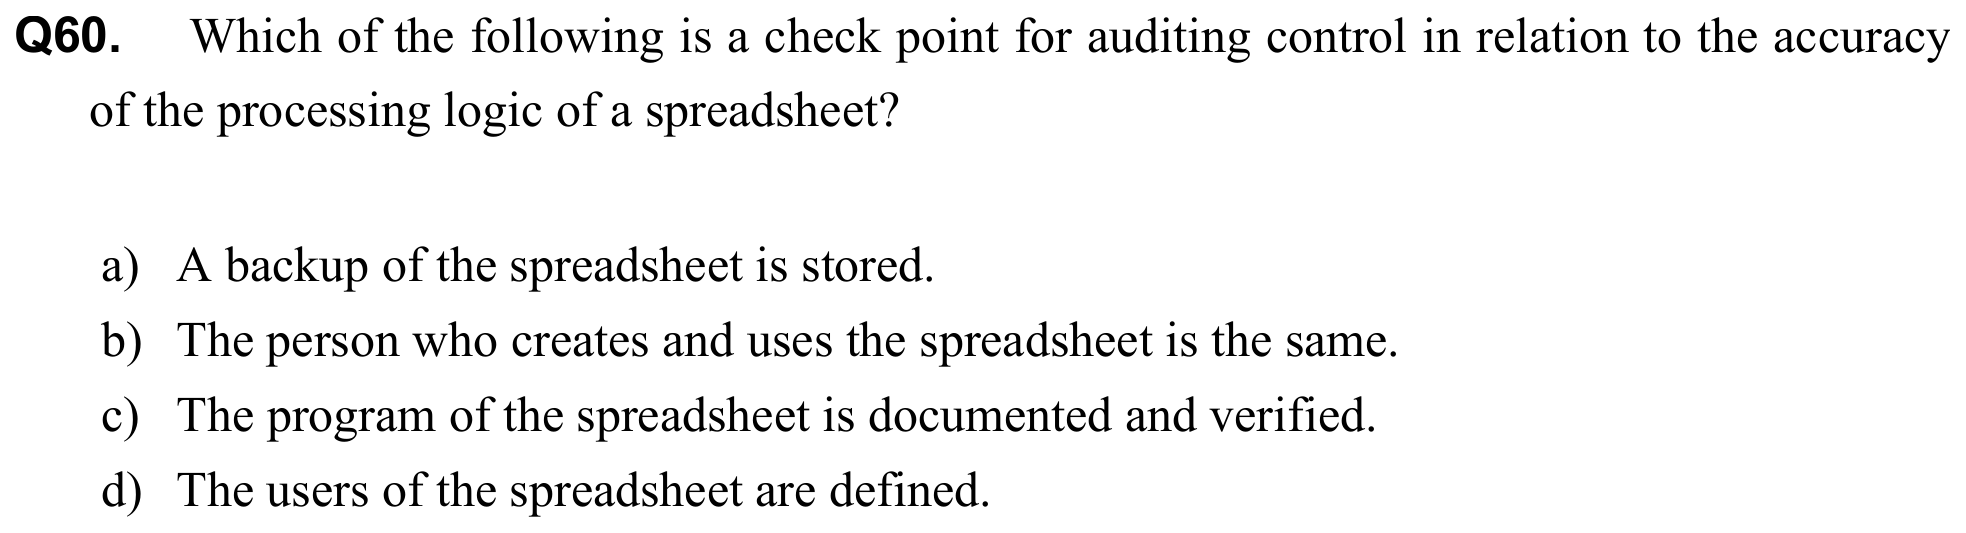 Q60. Which of the following is a check point for auditing control in relation to the accuracy
of the processing logic of a spreadsheet?
a) A backup of the spreadsheet is stored.
b) The person who creates and uses the spreadsheet is the same.
c) The program of the spreadsheet is documented and verified.
d) The users of the spreadsheet are defined.